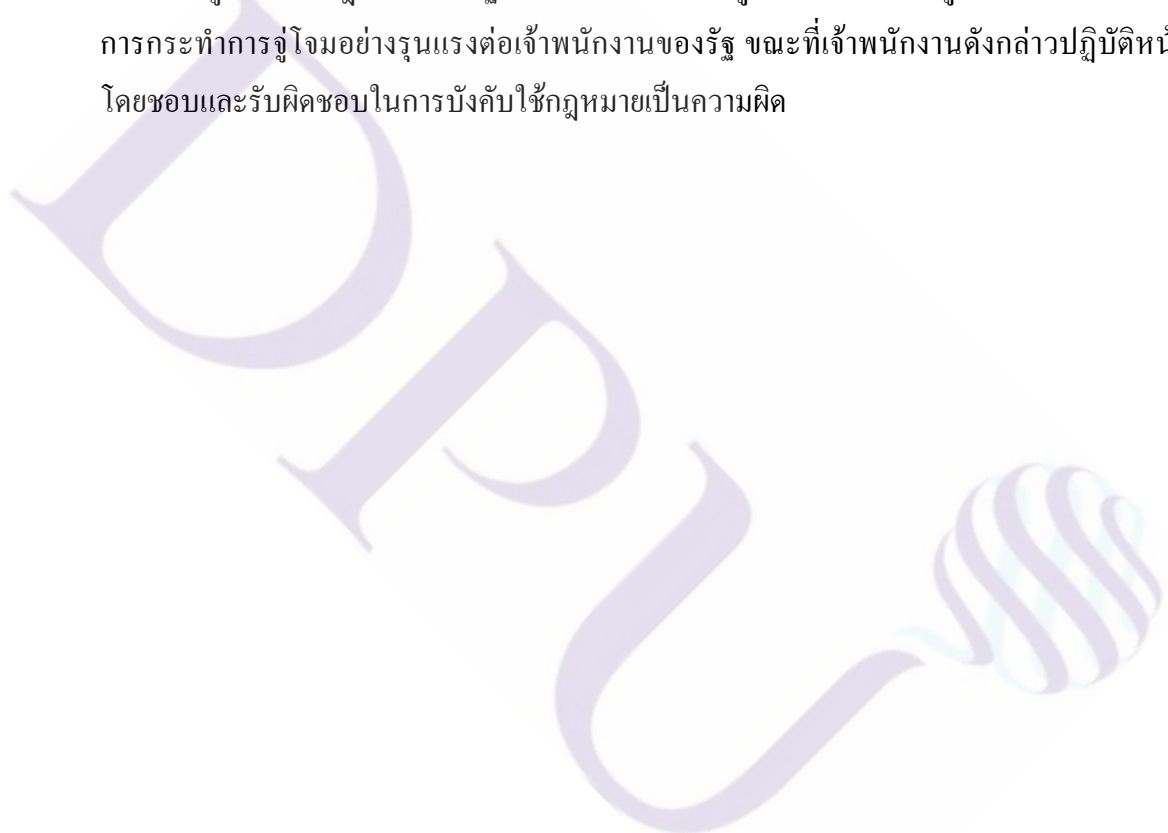 การกระทำการจู่โจมอย่างรุนแรงต่อเจ้าพนักงานของรัฐ ขณะที่เจ้าพนักงานดังกล่าวปฏิบัติหน้
โดยชอบและรับผิดชอบในการบังคับใช้กฎหมายเป็นความผิด
DPU